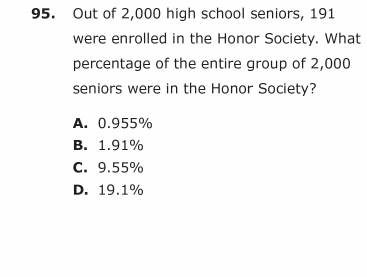 95. Out of 2,000 high school seniors, 191
were enrolled in the Honor Society. What
percentage of the entire group of 2,000
seniors were in the Honor Society?
A. 0.955%
B. 1.91%
C. 9.55%
D. 19.1%